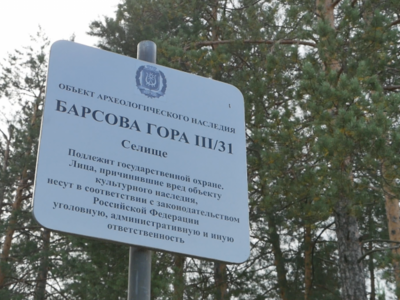 1
ОБЪЕКТ АРХЕОЛОГИЧЕСКОГО НАСЛЕДИЯ
БАРСОВА ГОРА III/31
Селище
Подлежит государственной охране.
Лица, причинившие вред объекту
культурного наследия,
несут в соответствии с законодательством
Российской Федерации
уголовную, административную и иную
ответственность